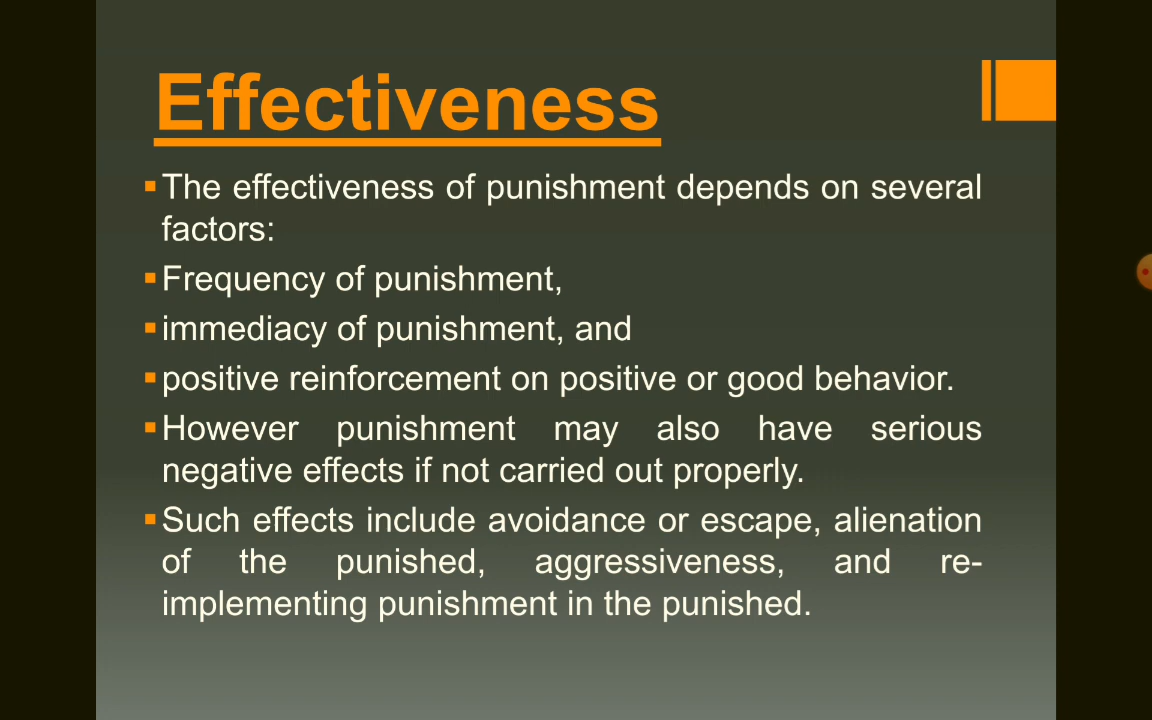 Effectiveness
▪The effectiveness of punishment depends on several
factors:
▪Frequency of punishment,
▪immediacy of punishment, and
▪positive reinforcement on positive or good behavior.
▪However punishment may also have serious
negative effects if not carried out properly.
▪Such effects include avoidance or escape, alienation
of the punished, aggressiveness, and re-
implementing punishment in the punished.